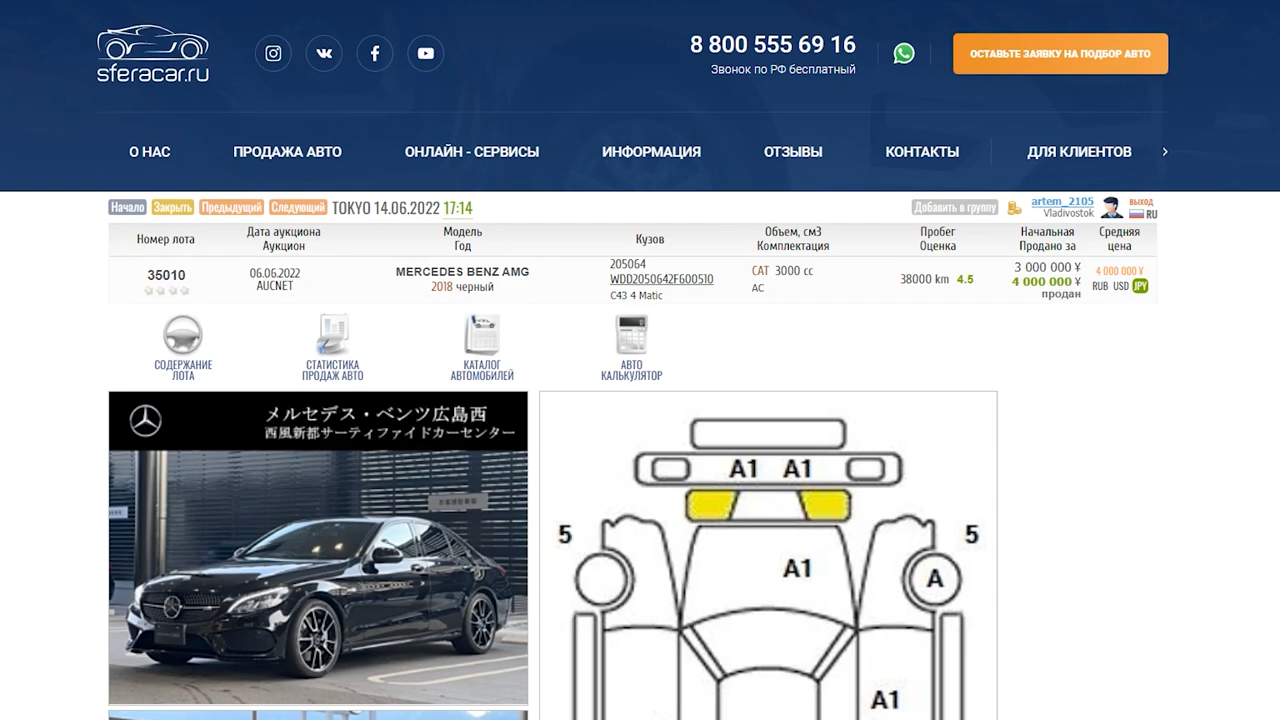 sferacar.ru
8 800 555 69 16
Звонок по РФ бесплатный
ОСТАВЬТЕ ЗАЯВКУ НА ПОДБОР АВТО
О НАС ПРОДАЖА АВТО ОНЛАЙН - СЕРВИСЫ ИНФОРМАЦИЯ ОТЗЫВЫ КОНТАКТЫ ДЛЯ КЛИЕНТОВ
Начало Закрыть Предыдущий Следующий TOKYO 14.06.2022 17:14 Добавить в группу artem_2105 ВЫХОД
Vladivostok RU
Номер лота
Дата аукциона
Аукцион
Модель
Год
Кузов
Объем, см3
Комплектация
Пробег
Оценка
Начальная
Продано за
Средняя
цена
35010
06.06.2022
AUCNET
MERCEDES BENZ AMG
2018 черный
205064
WDD2050642F600510
C43 4 Matic
CAT 3000 cc
AC
38000 km 4.5
3 000 000 ¥
4 000 000 ¥
продан
4 000 000 ¥
RUB USD JPY
СОДЕРЖАНИЕ
ЛОТА
СТАТИСТИКА
ПРОДАЖ АВТО
КАТАЛОГ
АВТОМОБИЛЕЙ
АВТО
КАЛЬКУЛЯТОР
メルセデス・ベンツ広島西
西風新都サーティファイドカーセンター
A1 A1
5 5
A1
A
A1